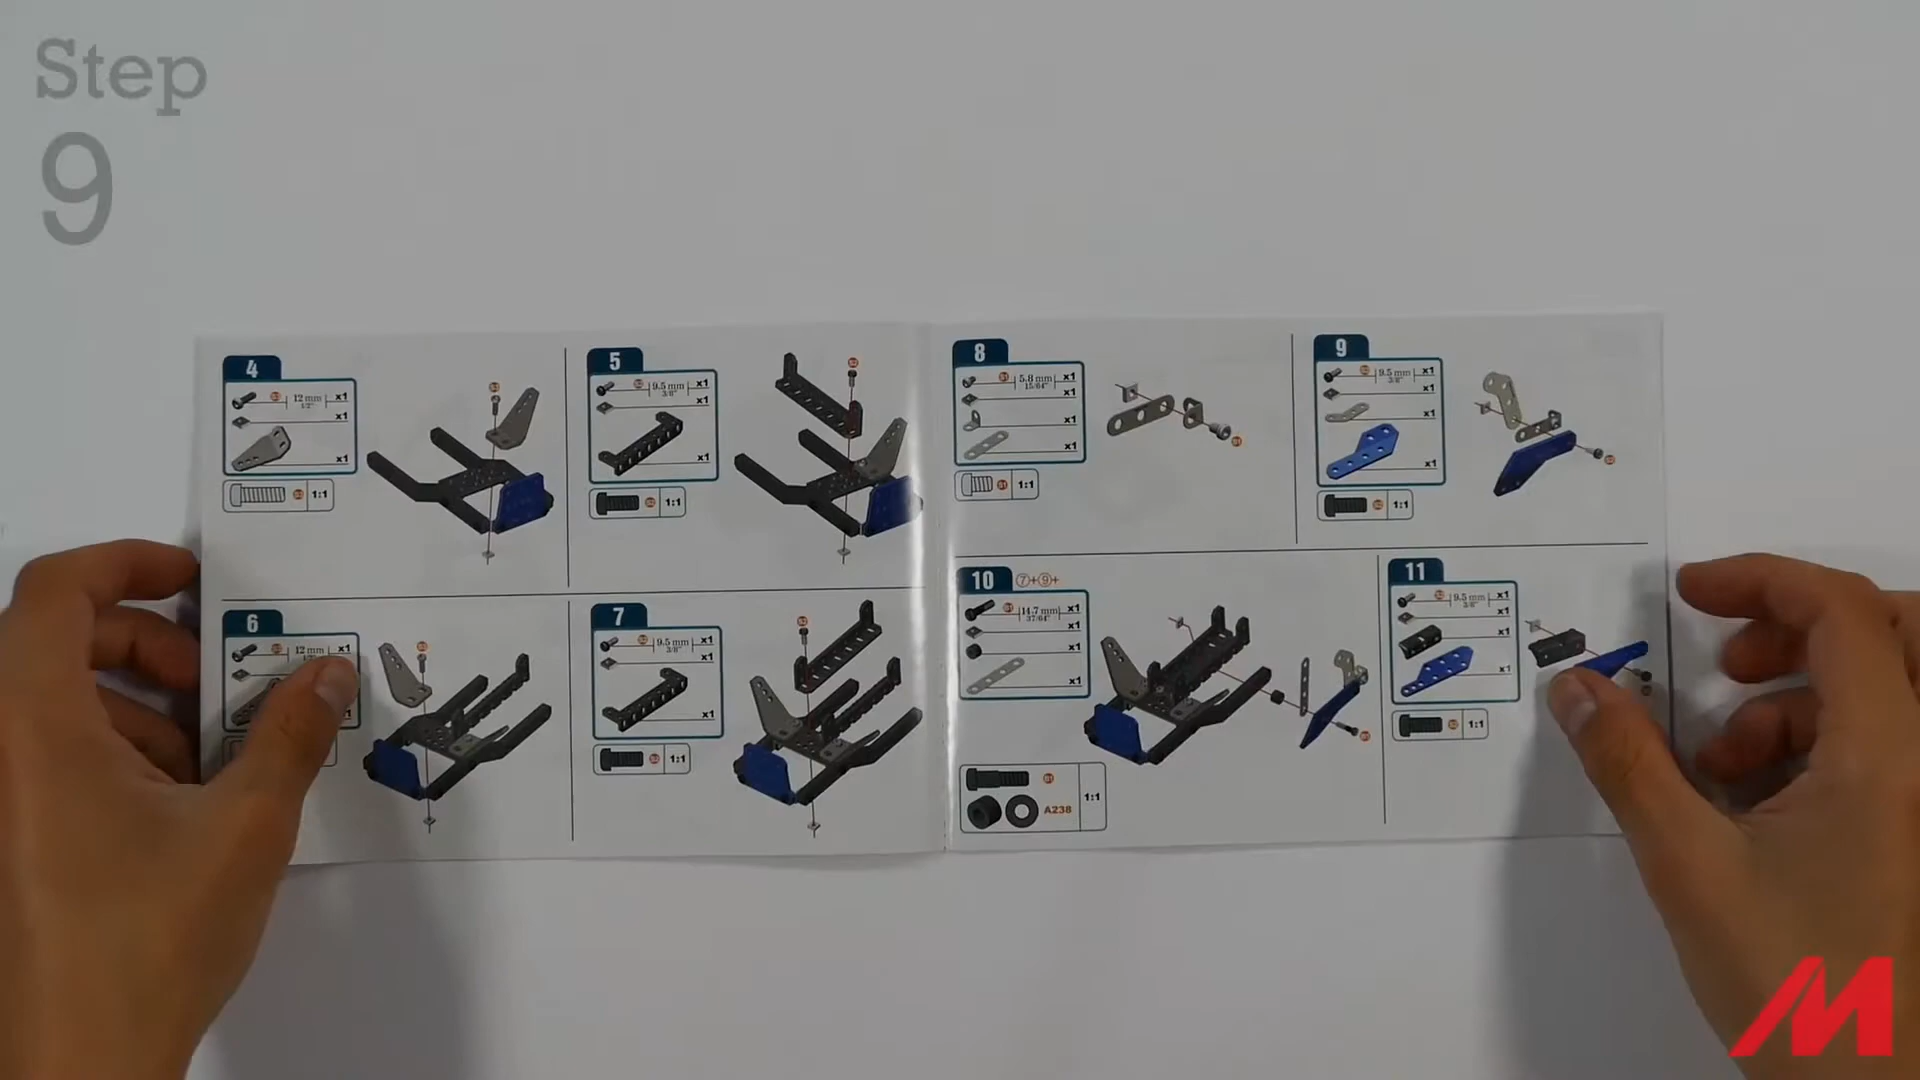 Step
9
4
12 mm
1/2"
x1
x1
x1
1:1
5
9.5 mm
3/8"
x1
x1
x1
1:1
6
12 mm
x1
x1
7
9.5 mm
3/8"
x1
x1
x1
1:1
8
5.8 mm
15/64"
x1
x1
x1
x1
1:1
9
9.5 mm
3/8"
x1
x1
x1
x1
1:1
10 ⑦+⑨+
14.7 mm
37/64"
x1
x1
x1
x1
A238
1:1
11
9.5 mm
3/8"
x1
x1
x1
x1
1:1
M